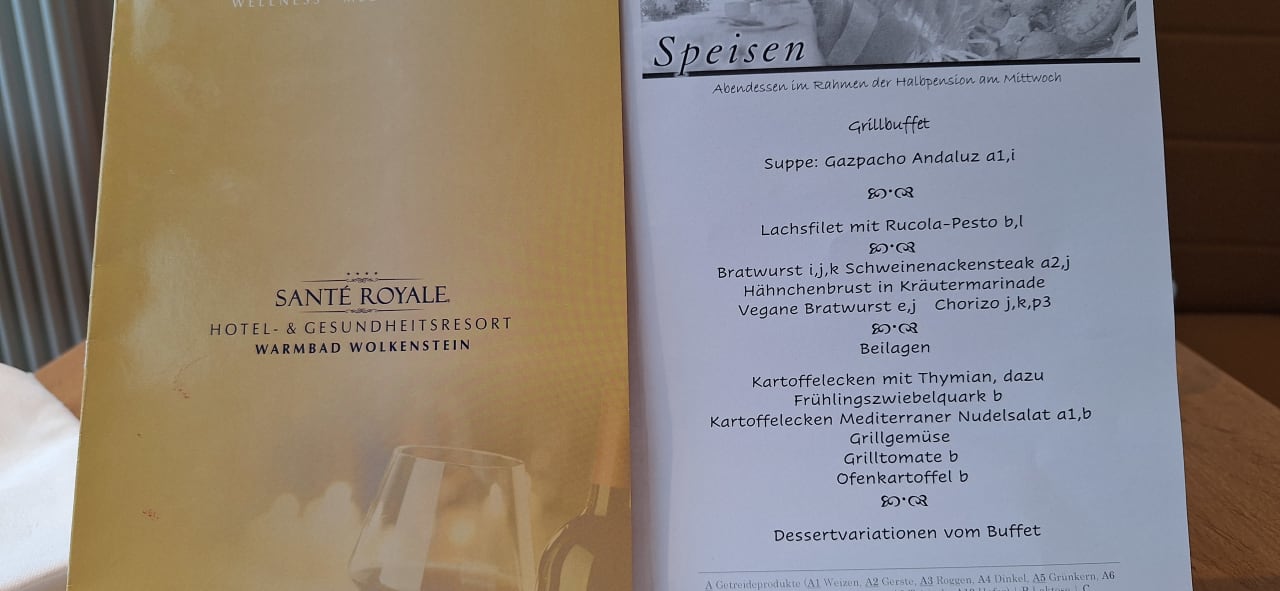 WELLNESS
SANTÉ ROYALE
HOTEL- & GESUNDHEITSRESORT
WARMBAD WOLKENSTEIN
Speisen
Abendessen im Rahmen der Halbpension am Mittwoch
Grillbuffet
Suppe: Gazpacho Andaluz a1,i
Lachsfilet mit Rucola-Pesto b,l
Bratwurst i,j,k Schweinenackensteak a2,j
Hähnchenbrust in Kräutermarinade
Vegane Bratwurst e,j Chorizo j,k,p3
Beilagen
Kartoffelecken mit Thymian, dazu
Frühlingszwiebelquark b
Kartoffelecken Mediterraner Nudelsalat a1,b
Grillgemüse
Grilltomate b
Ofenkartoffel b
Dessertvariationen vom Buffet
A Getreideprodukte (A1 Weizen, A2 Gerste, A3 Roggen, A4 Dinkel, A5 Grünkern, A6